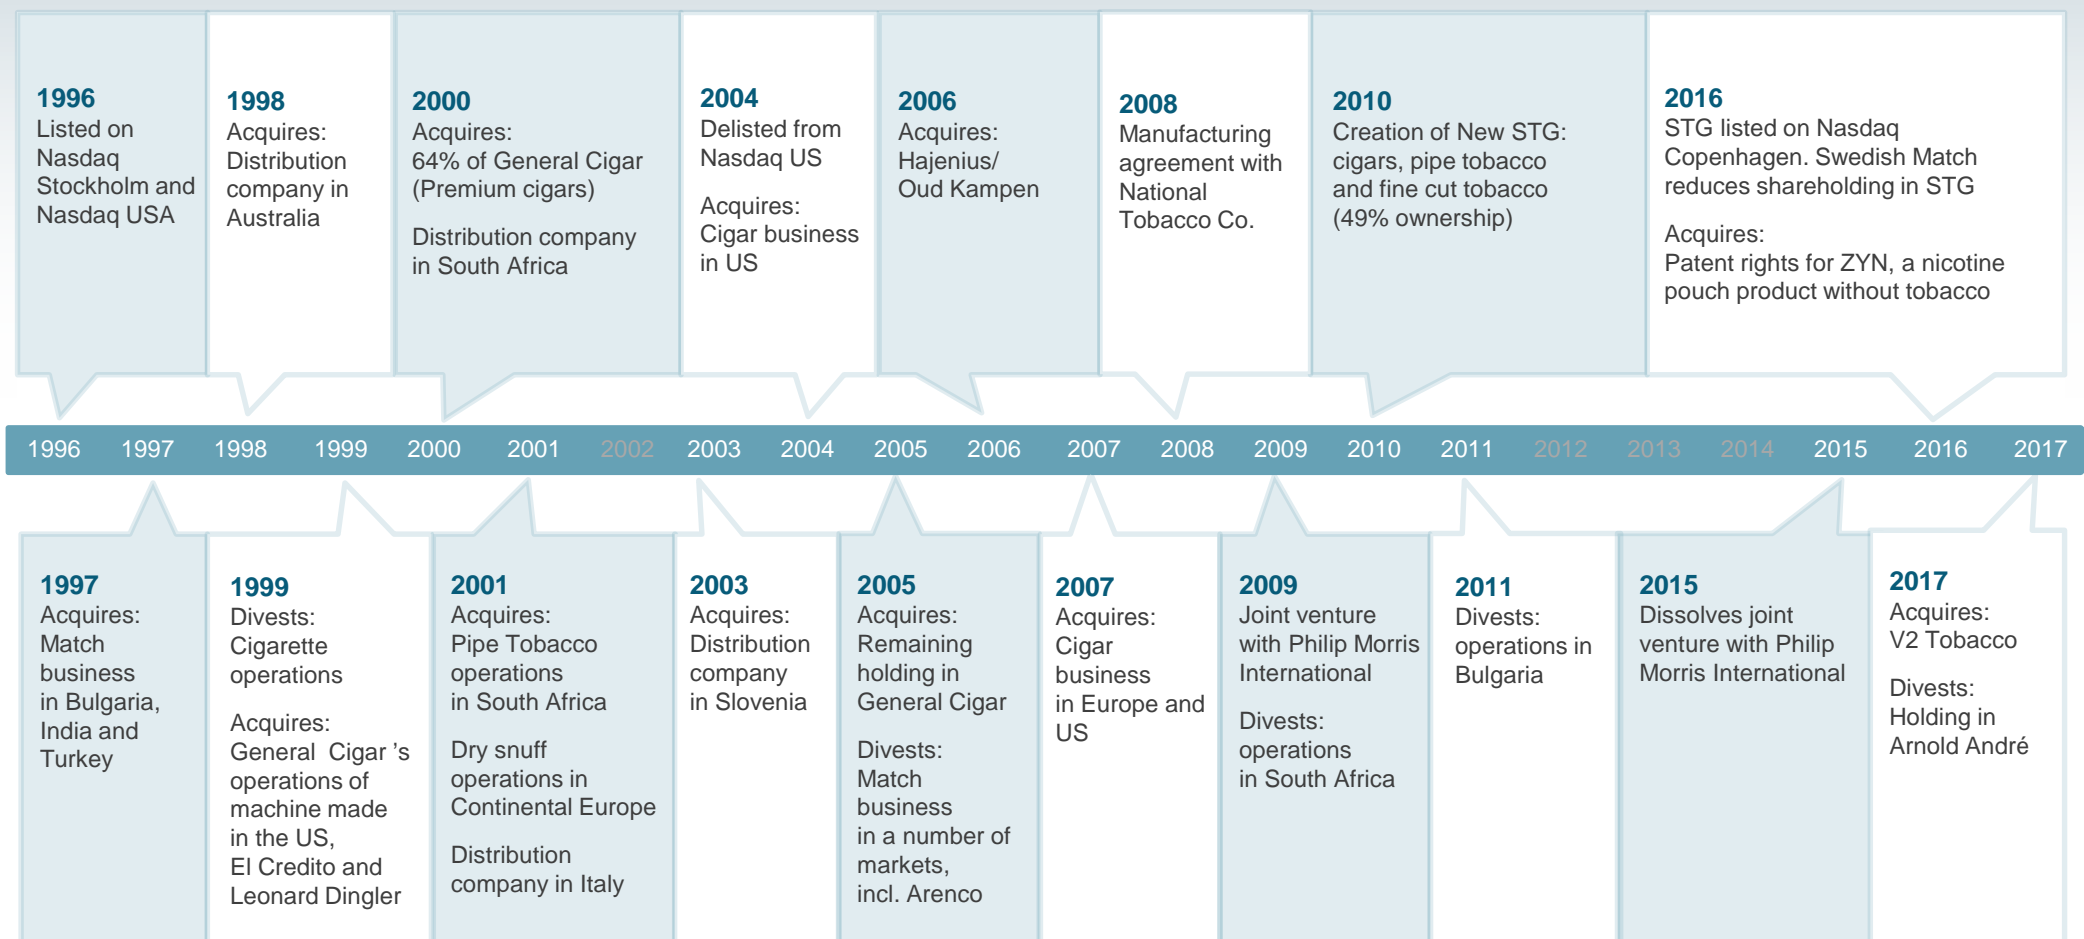 1996
Listed on
Nasdaq
Stockholm and
Nasdaq USA
1998
Acquires:
Distribution
company in
Australia
2000
Acquires:
64% of General Cigar
(Premium cigars)
Distribution company
in South Africa
2004
Delisted from
Nasdaq US
Acquires:
Cigar business
in US
2006
Acquires:
Hajenius/
Oud Kampen
2008
Manufacturing
agreement with
National
Tobacco Co.
2010
Creation of New STG:
cigars, pipe tobacco
and fine cut tobacco
(49% ownership)
2016
STG listed on Nasdaq
Copenhagen. Swedish Match
reduces shareholding in STG
Acquires:
Patent rights for ZYN, a nicotine
pouch product without tobacco
1996 1997 1998 1999 2000 2001 2002 2003 2004 2005 2006 2007 2008 2009 2010 2011 2012 2013 2014 2015 2016 2017
1997
Acquires:
Match
business
in Bulgaria,
India and
Turkey
1999
Divests:
Cigarette
operations
Acquires:
General Cigar ’s
operations of
machine made
in the US,
El Credito and
Leonard Dingler
2001
Acquires:
Pipe Tobacco
operations
in South Africa
Dry snuff
operations in
Continental Europe
Distribution
company in Italy
2003
Acquires:
Distribution
company
in Slovenia
2005
Acquires:
Remaining
holding in
General Cigar
Divests:
Match
business
in a number of
markets,
incl. Arenco
2007
Acquires:
Cigar
business
in Europe and
US
2009
Joint venture
with Philip Morris
International
Divests:
operations
in South Africa
2011
Divests:
operations in
Bulgaria
2015
Dissolves joint
venture with Philip
Morris International
2017
Acquires:
V2 Tobacco
Divests:
Holding in
Arnold André